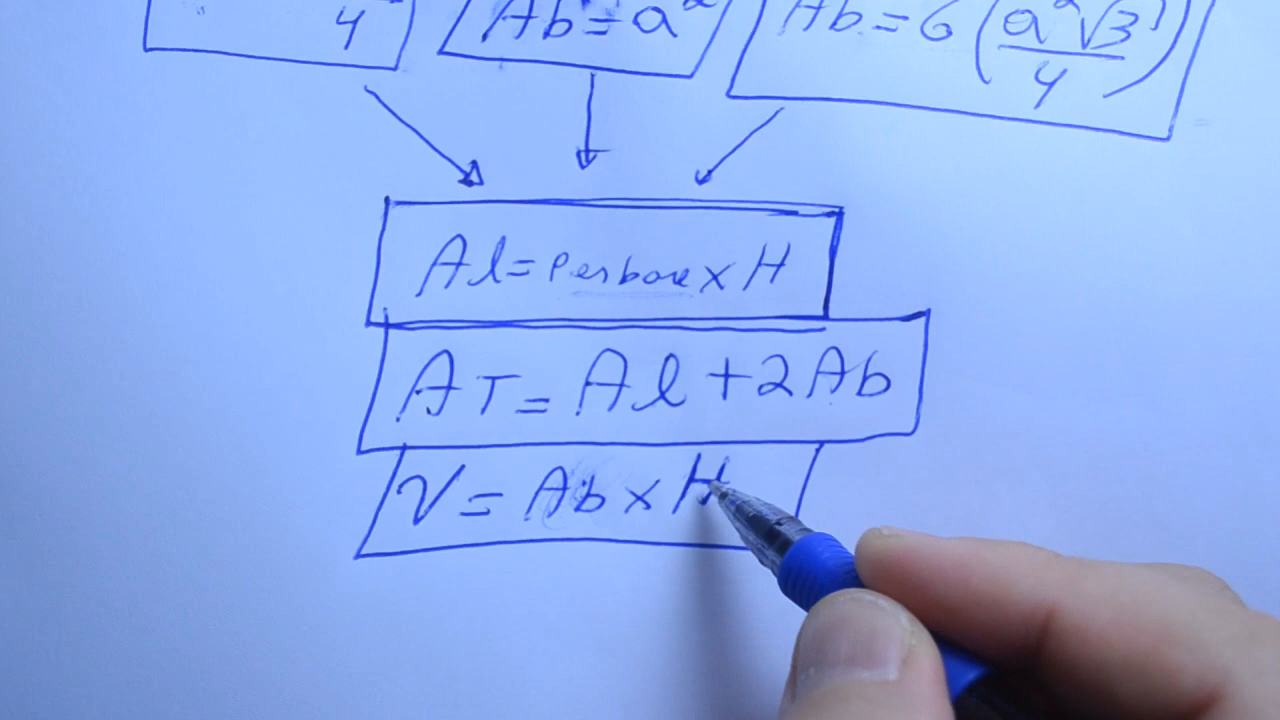 4
Ab=a²
Ab=6(a²√3/4)
Al=Perbase x H
AT=Al+2Ab
V=Ab x H